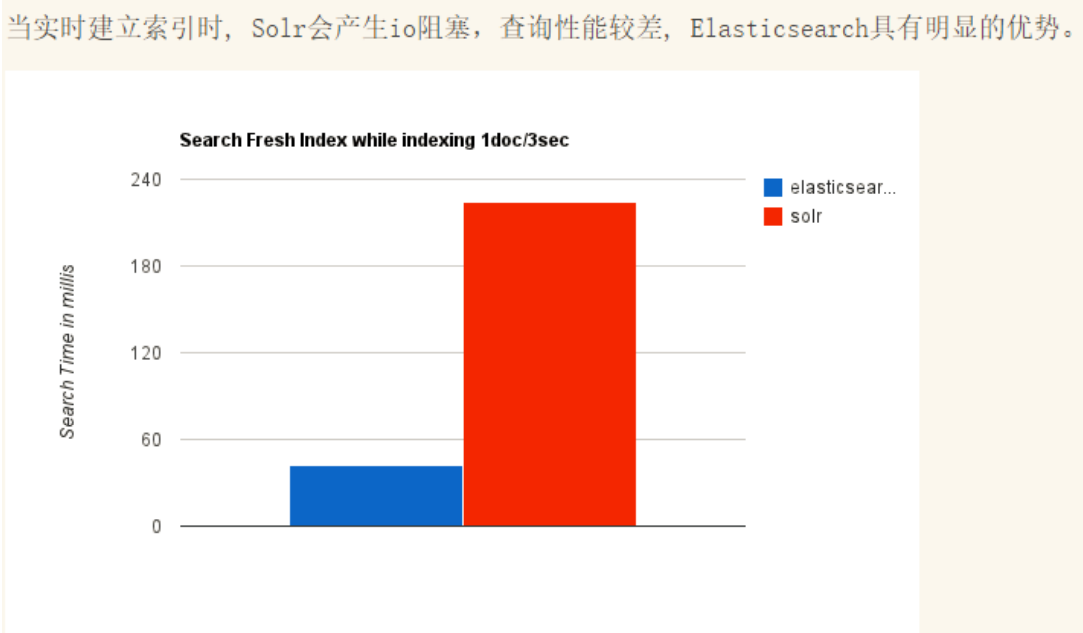 当实时建立索引时, Solr会产生io阻塞，查询性能较差, Elasticsearch具有明显的优势。
Search Fresh Index while indexing 1doc/3sec
240
180
120
60
0
Search Time in millis
elasticsear...
solr